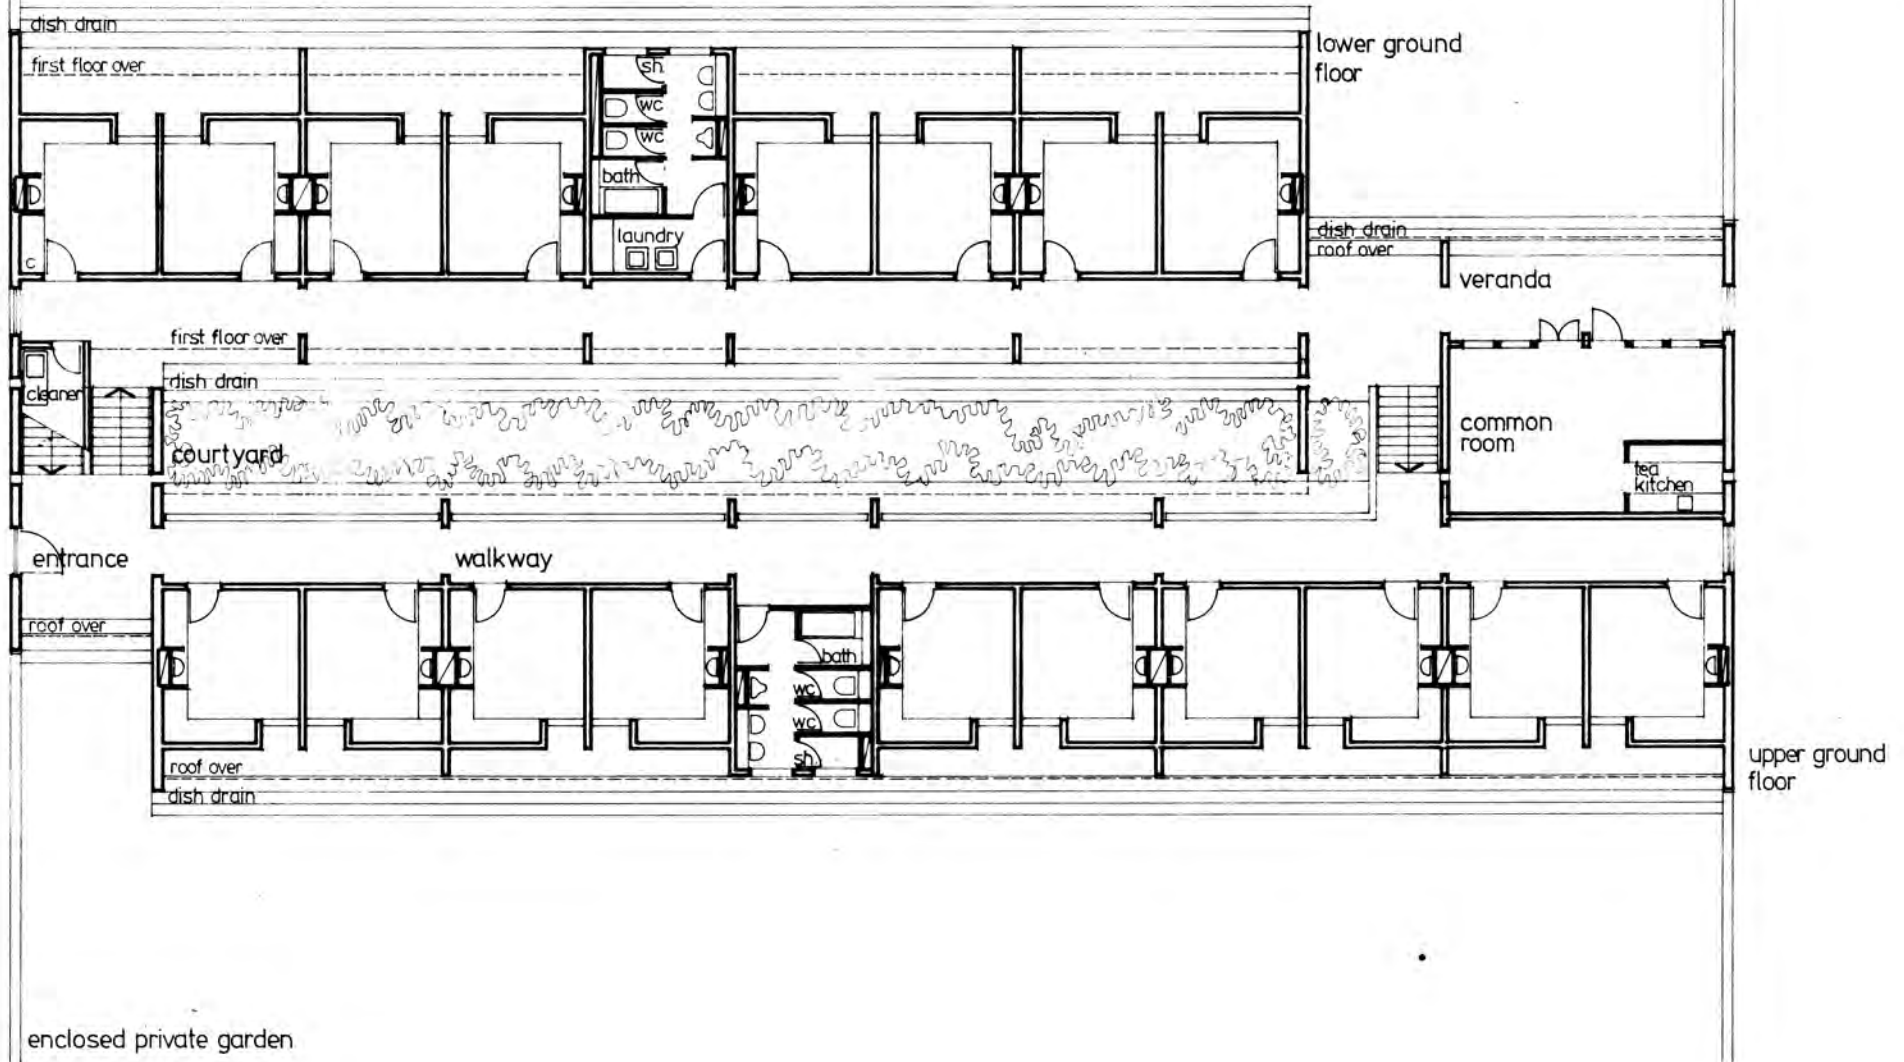 dish drain
first floor over
lower ground
floor
sh
wc
wc
bath
laundry
c
dish drain
roof over
veranda
first floor over
dish drain
cleaner
courtyard
common
room
tea
kitchen
entrance
walkway
roof over
bath
wc
wc
sh
roof over
dish drain
upper ground
floor
enclosed private garden